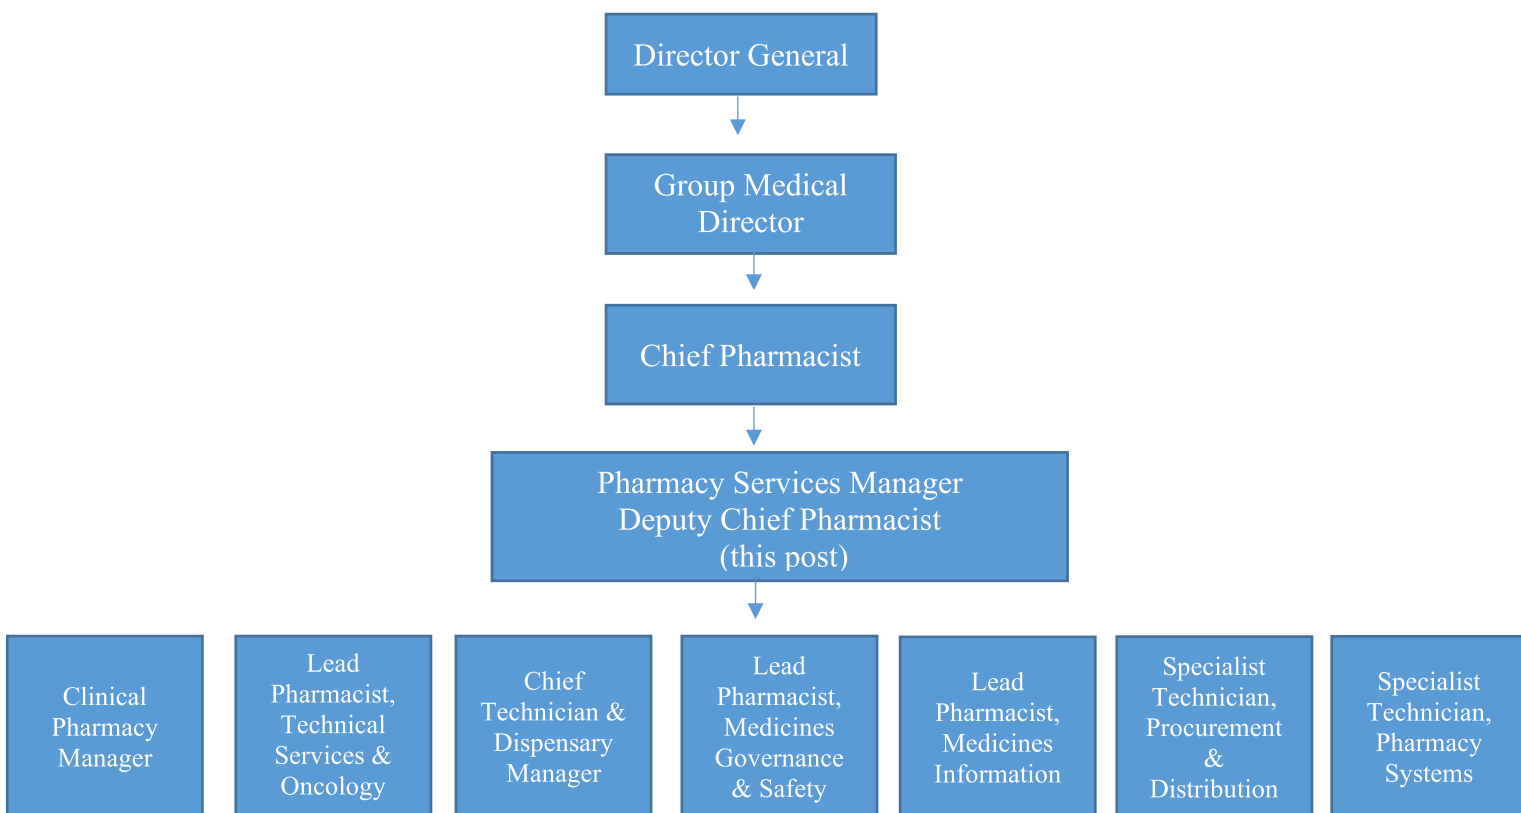 Director General
Group Medical
Director
Chief Pharmacist
Pharmacy Services Manager
Deputy Chief Pharmacist
(this post)
Clinical
Pharmacy
Manager
Lead
Pharmacist,
Technical
Services &
Oncology
Chief
Technician &
Dispensary
Manager
Lead
Pharmacist,
Medicines
Governance
& Safety
Lead
Pharmacist,
Medicines
Information
Specialist
Technician,
Procurement
&
Distribution
Specialist
Technician,
Pharmacy
Systems